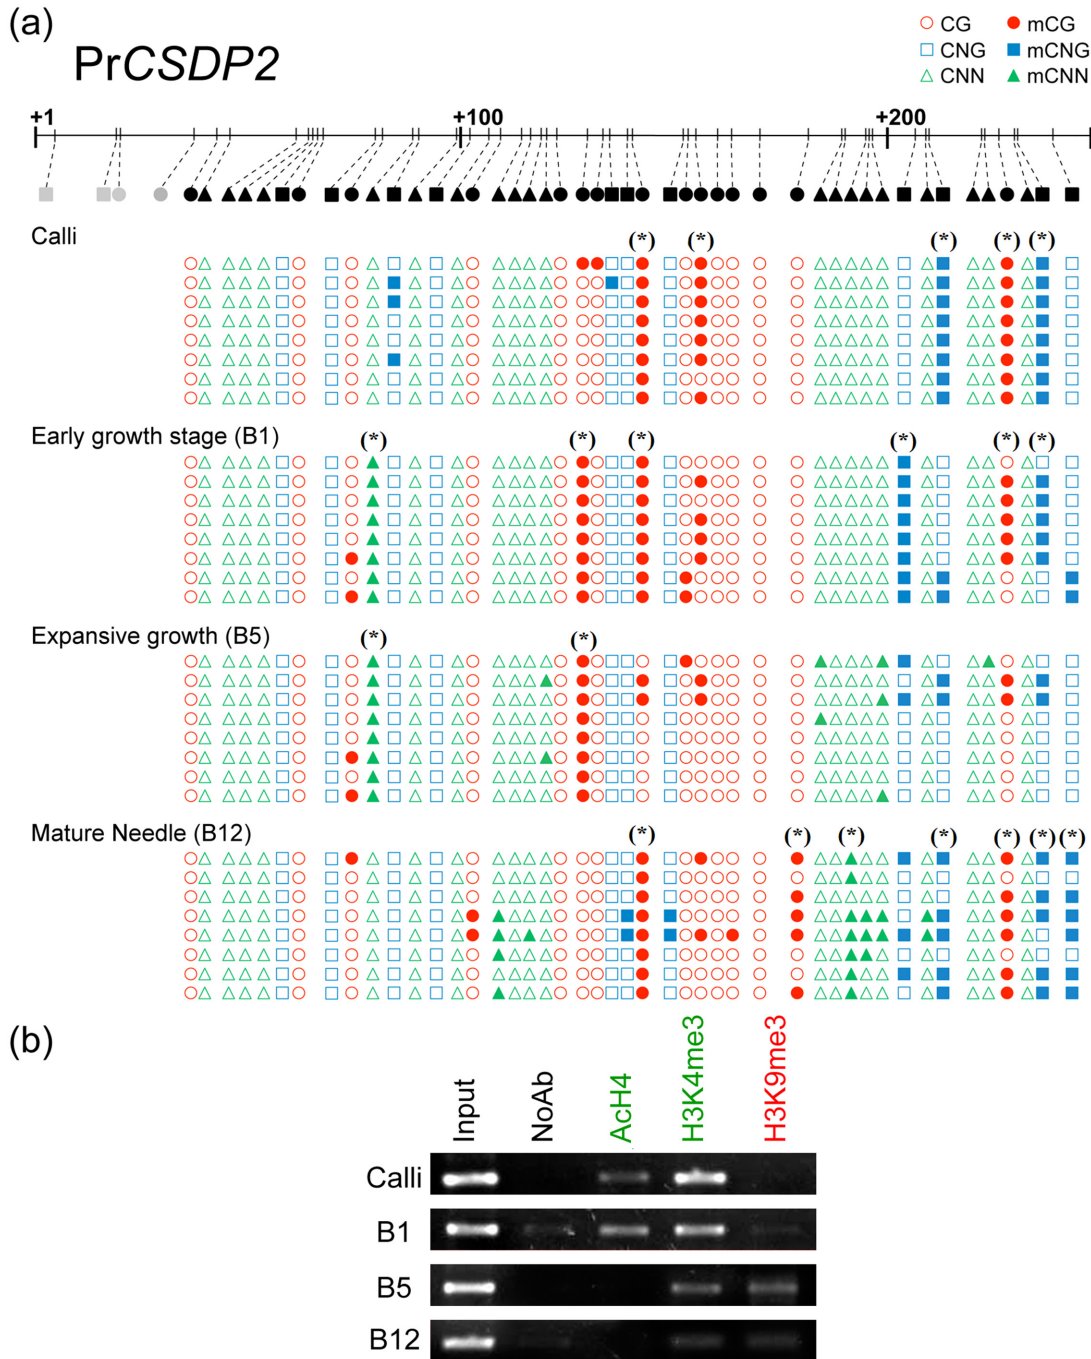 (a)
PrCSDP2
CG mCG
CNG mCNG
CNN mCNN
+1 +100 +200
Calli
(*) (*) (*) (*) (*)
Early growth stage (B1)
(*) (*) (*) (*) (*) (*)
Expansive growth (B5)
(*) (*)
Mature Needle (B12)
(*) (*) (*) (*) (*) (*) (*)
(b)
Input NoAb AcH4 H3K4me3 H3K9me3
Calli
B1
B5
B12